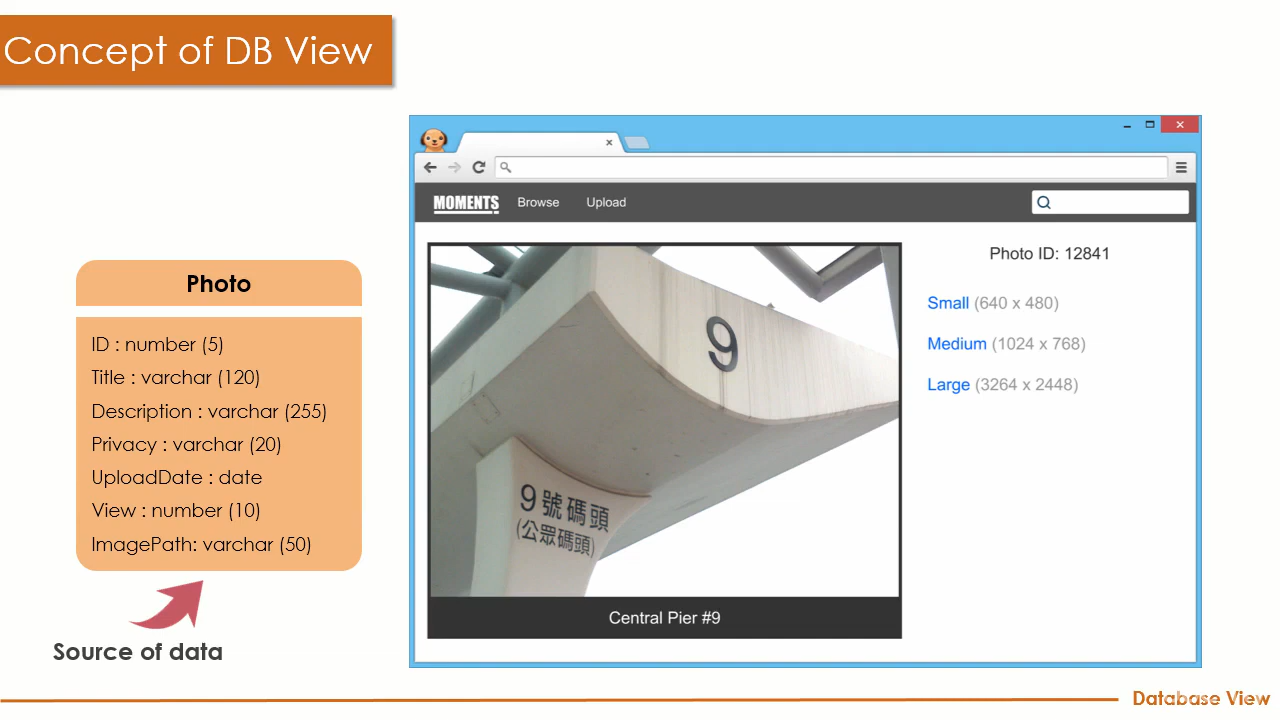 Concept of DB View
MOMENTS Browse Upload
Photo
ID : number (5)
Title : varchar (120)
Description : varchar (255)
Privacy : varchar (20)
UploadDate : date
View : number (10)
ImagePath: varchar (50)
Source of data
9
9號碼頭
(公眾碼頭)
Central Pier #9
Photo ID: 12841
Small (640 x 480)
Medium (1024 x 768)
Large (3264 x 2448)
Database View